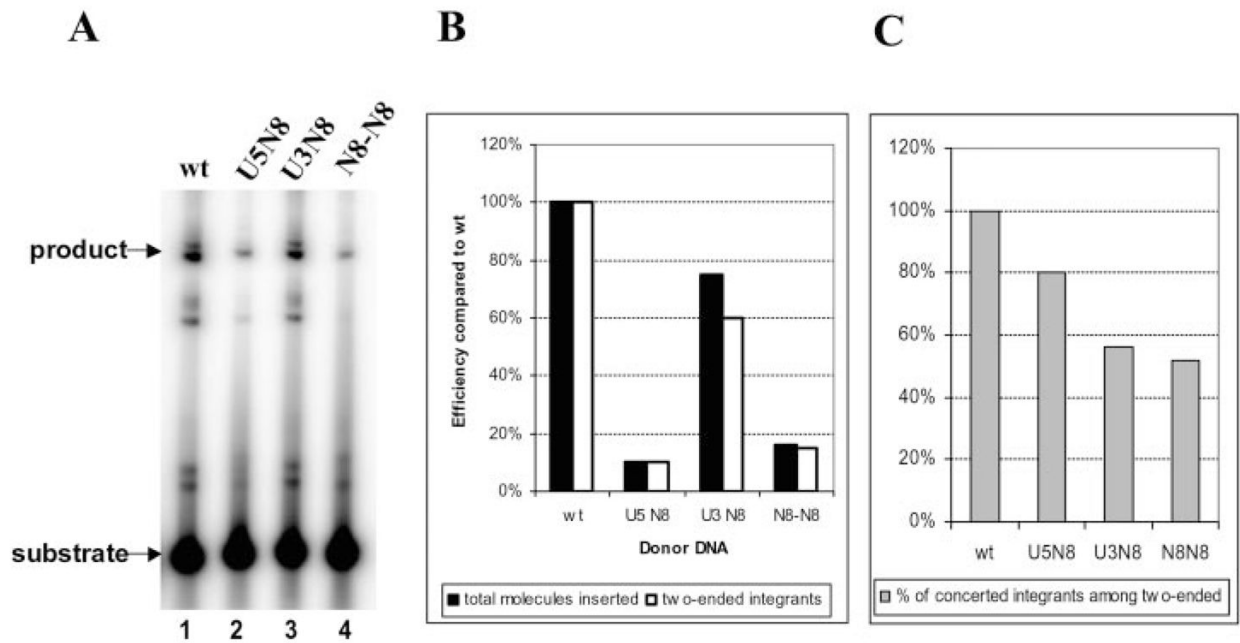 A
wt
U5N8
U3N8
N8-N8
product
substrate
1 2 3 4
B
120%
100%
80%
60%
40%
20%
0%
Efficiency compared to wt
wt U5 N8 U3 N8 N8-N8
Donor DNA
total molecules inserted two-ended integrants
C
120%
100%
80%
60%
40%
20%
0%
wt U5N8 U3N8 N8N8
% of concerted integrants among two-ended